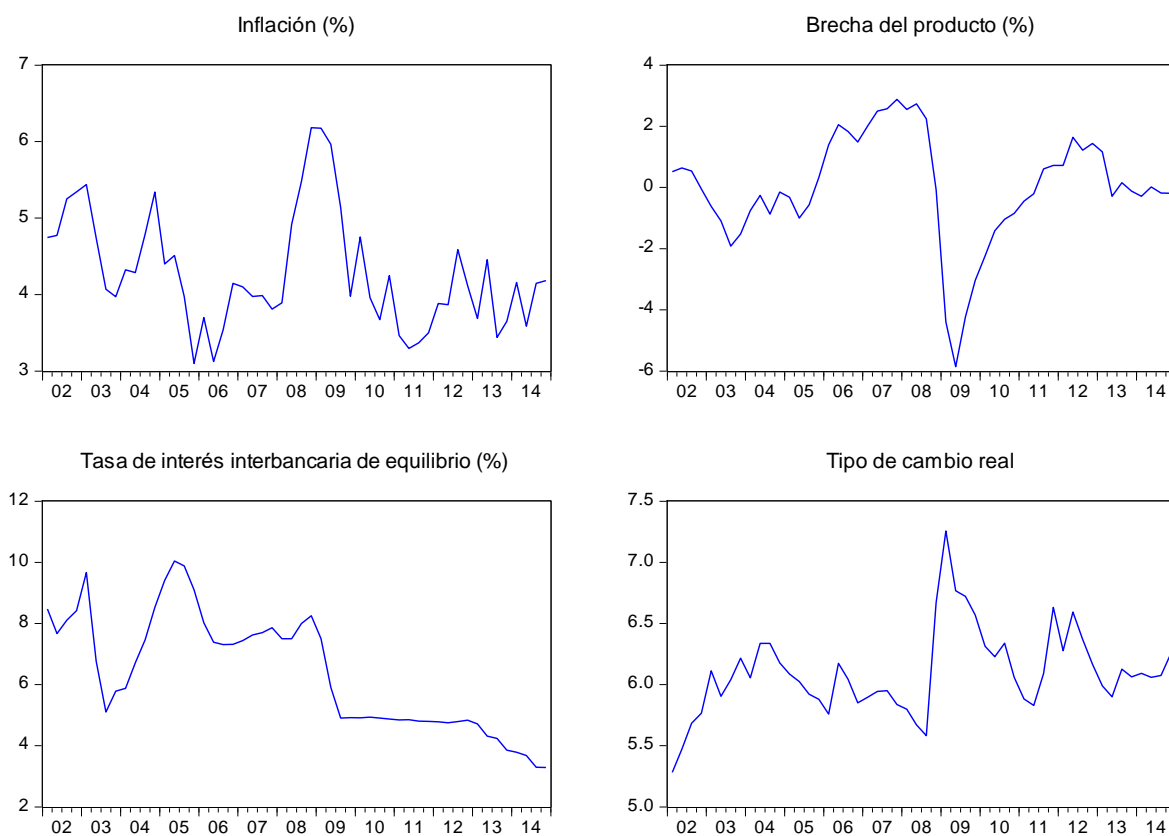 Inflación (%)
7
6
5
4
3
02 03 04 05 06 07 08 09 10 11 12 13 14
Brecha del producto (%)
4
2
0
-2
-4
-6
02 03 04 05 06 07 08 09 10 11 12 13 14
Tasa de interés interbancaria de equilibrio (%)
12
10
8
6
4
2
02 03 04 05 06 07 08 09 10 11 12 13 14
Tipo de cambio real
7.5
7.0
6.5
6.0
5.5
5.0
02 03 04 05 06 07 08 09 10 11 12 13 14